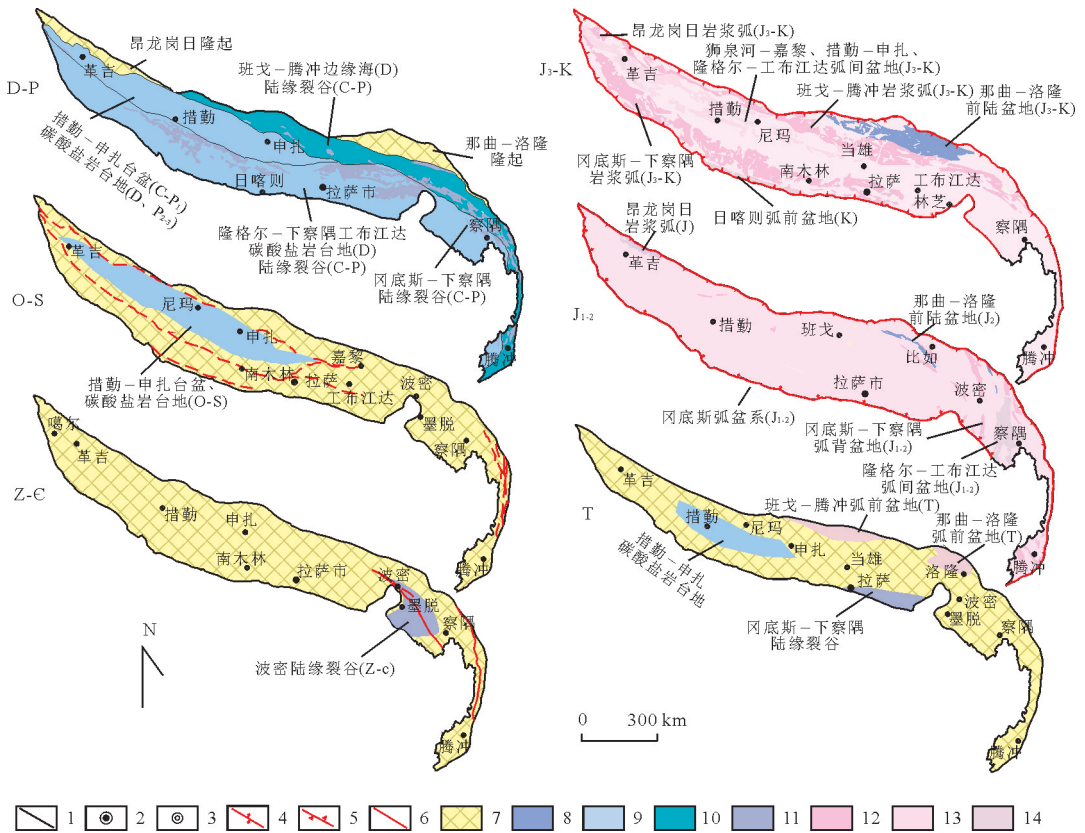 D-P
昂龙岗日隆起
革吉
班戈-腾冲边缘海(D)
陆缘裂谷(C-P)
措勤
申扎
措勤-申扎台盆(C-P₁)
碳酸盐岩台地(D、P₂₋₃)
那曲-洛隆
隆起
日喀则
拉萨市
察隅
隆格尔-下察隅工布江达
碳酸盐岩台地(D)
陆缘裂谷(C-P)
冈底斯-下察隅
陆缘裂谷(C-P)
腾冲
O-S
革吉
尼玛
申扎
嘉黎
南木林
拉萨
工布江达
波密
墨脱
察隅
措勤-申扎台盆、
碳酸盐岩台地(O-S)
腾冲
Z-Є
噶尔
革吉
措勤
申扎
南木林
拉萨市
波密
墨脱
察隅
波密陆缘裂谷(Z-c)
腾冲
N
J₃-K
昂龙岗日岩浆弧(J₃-K)
狮泉河-嘉黎、措勤-申扎、
隆格尔-工布江达弧间盆地(J₃-K)
革吉
班戈-腾冲岩浆弧(J₃-K)
那曲-洛隆
前陆盆地(J₃-K)
措勤
尼玛
当雄
冈底斯-下察隅
岩浆弧(J₃-K)
南木林
拉萨
工布江达
林芝
日喀则弧前盆地(K)
察隅
腾冲
J₁₋₂
昂龙岗日
岩浆弧(J)
革吉
措勤
班戈
那曲-洛隆
前陆盆地(J₂)
比如
拉萨市
波密
冈底斯弧盆系(J₁₋₂)
冈底斯-下察隅
弧背盆地(J₁₋₂)
察隅
隆格尔-工布江达
弧间盆地(J₁₋₂)
腾冲
T
革吉
班戈-腾冲弧前盆地(T)
那曲-洛隆
弧前盆地(T)
措勤
尼玛
申扎
当雄
洛隆
措勤-申扎
碳酸盐岩台地
拉萨
波密
墨脱
察隅
冈底斯-下察隅
陆缘裂谷
腾冲
0 300 km
1 2 3 4 5 6 7 8 9 10 11 12 13 14